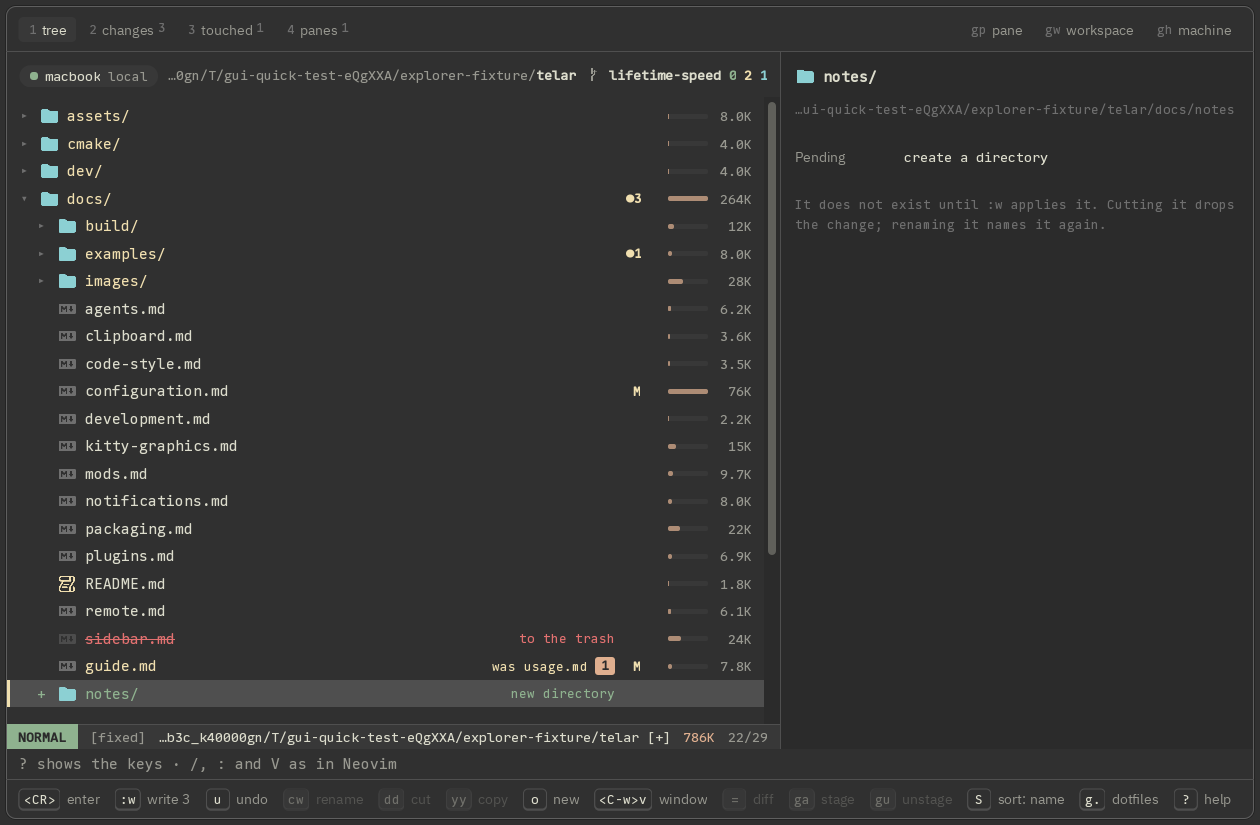 1 tree 2 changes 3 3 touched 1 4 panes 1 gp pane gw workspace gh machine
macbook local …0gn/T/gui-quick-test-eQgXXA/explorer-fixture/telar lifetime-speed 0 2 1
notes/
…ui-quick-test-eQgXXA/explorer-fixture/telar/docs/notes
Pending create a directory
It does not exist until :w applies it. Cutting it drops
the change; renaming it names it again.
assets/ 8.0K
cmake/ 4.0K
dev/ 4.0K
docs/ ●3 264K
build/ 12K
examples/ ●1 8.0K
images/ 28K
agents.md 6.2K
clipboard.md 3.6K
code-style.md 3.5K
configuration.md M 76K
development.md 2.2K
kitty-graphics.md 15K
mods.md 9.7K
notifications.md 8.0K
packaging.md 22K
plugins.md 6.9K
README.md 1.8K
remote.md 6.1K
sidebar.md to the trash 24K
guide.md was usage.md 1 M 7.8K
+ notes/ new directory
NORMAL [fixed] …b3c_k40000gn/T/gui-quick-test-eQgXXA/explorer-fixture/telar [+] 786K 22/29
? shows the keys · /, : and V as in Neovim
<CR> enter :w write 3 u undo cw rename dd cut yy copy o new <C-w>v window = diff ga stage gu unstage S sort: name g. dotfiles ? help